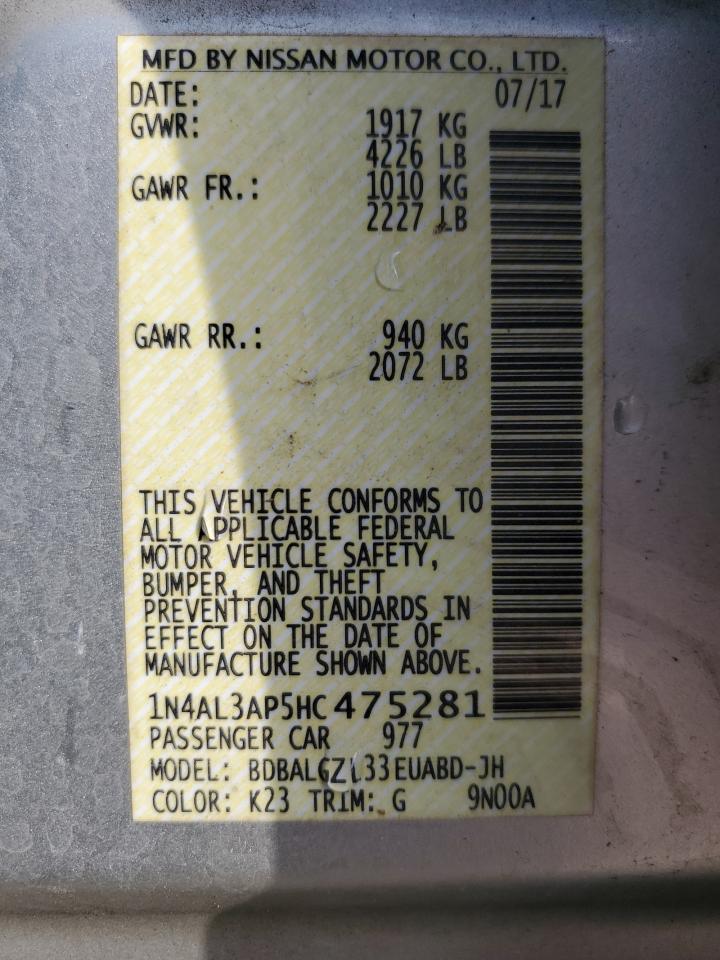 MFD BY NISSAN MOTOR CO., LTD.
DATE: 07/17
GVWR: 1917 KG
4226 LB
GAWR FR.: 1010 KG
2227 LB
GAWR RR.: 940 KG
2072 LB
THIS VEHICLE CONFORMS TO
ALL APPLICABLE FEDERAL
MOTOR VEHICLE SAFETY,
BUMPER, AND THEFT
PREVENTION STANDARDS IN
EFFECT ON THE DATE OF
MANUFACTURE SHOWN ABOVE.
1N4AL3AP5HC475281
PASSENGER CAR 977
MODEL:
COLOR: K23 TRIM: G 9N00A